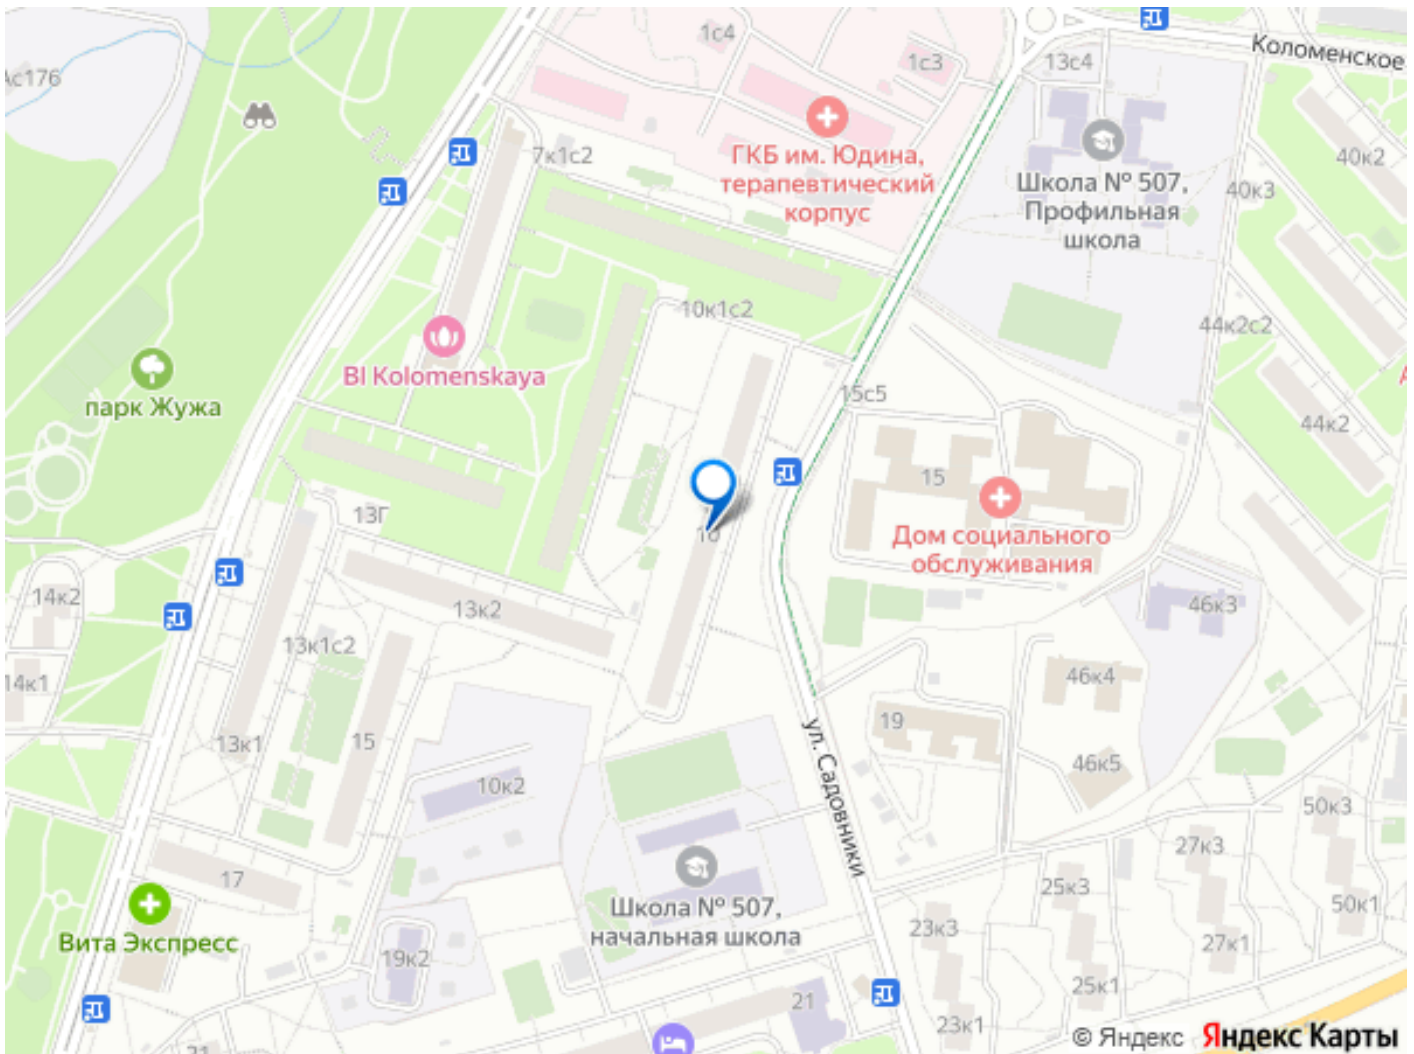 1с4
Ас176
1с3
13с4
Коломенское
7к1с2
ГКБ им. Юдина,
терапевтический
корпус
Школа № 507,
Профильная
школа
40к2
40к3
10к1с2
44к2с2
BI Kolomenskaya
парк Жужа
15с5
44к2
15
13Г
10
Дом социального
обслуживания
14к2
13к2
46к3
13к1с2
14к1
46к4
19
ул. Садовники
13к1
15
46к5
10к2
50к3
27к3
17
25к3
Школа № 507,
начальная школа
50к1
Вита Экспресс
23к3
27к1
19к2
21
25к1
23к1
© Яндекс Яндекс Карты